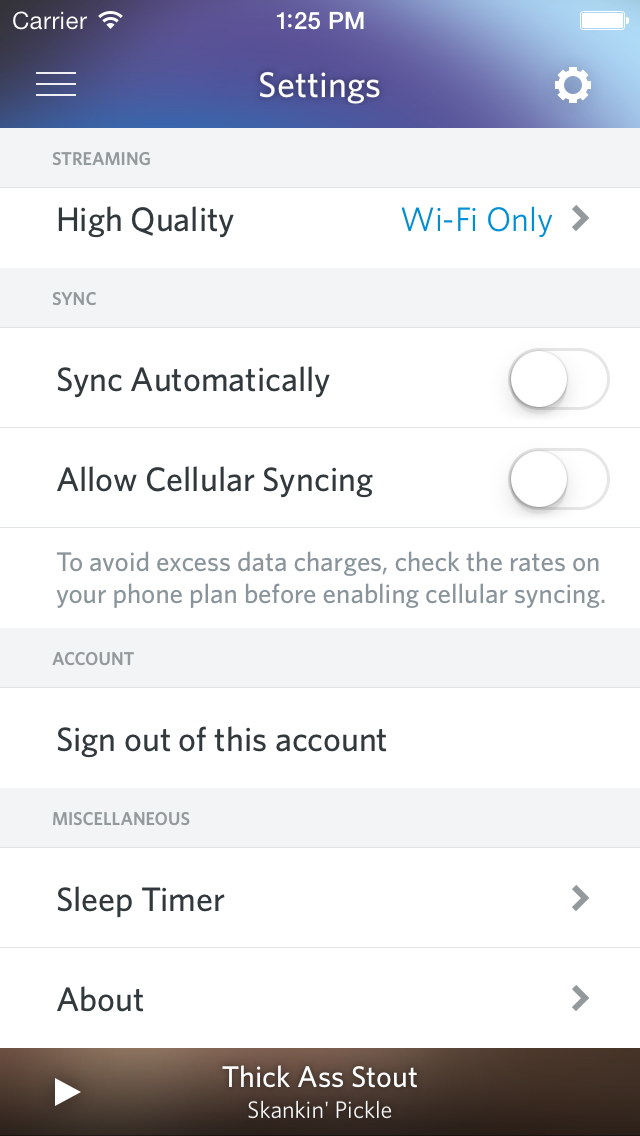 Carrier 1:25 PM
Settings
STREAMING
High Quality Wi-Fi Only
SYNC
Sync Automatically
Allow Cellular Syncing
To avoid excess data charges, check the rates on
your phone plan before enabling cellular syncing.
ACCOUNT
Sign out of this account
MISCELLANEOUS
Sleep Timer
About
Thick Ass Stout
Skankin' Pickle